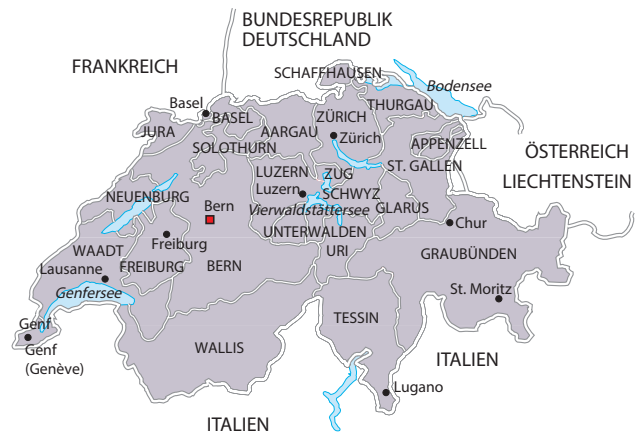 BUNDESREPUBLIK
DEUTSCHLAND
FRANKREICH
SCHAFFHAUSEN
Bodensee
Basel
BASEL
THURGAU
ZÜRICH
JURA
AARGAU
Zürich
SOLOTHURN
APPENZELL
ÖSTERREICH
ST. GALLEN
LUZERN
ZUG
LIECHTENSTEIN
NEUENBURG
Luzern
SCHWYZ
Bern
Vierwaldstättersee
GLARUS
Chur
UNTERWALDEN
Freiburg
WAADT
URI
GRAUBÜNDEN
Lausanne
FREIBURG
BERN
Genfersee
St. Moritz
TESSIN
Genf
Genf
(Genève)
WALLIS
ITALIEN
Lugano
ITALIEN